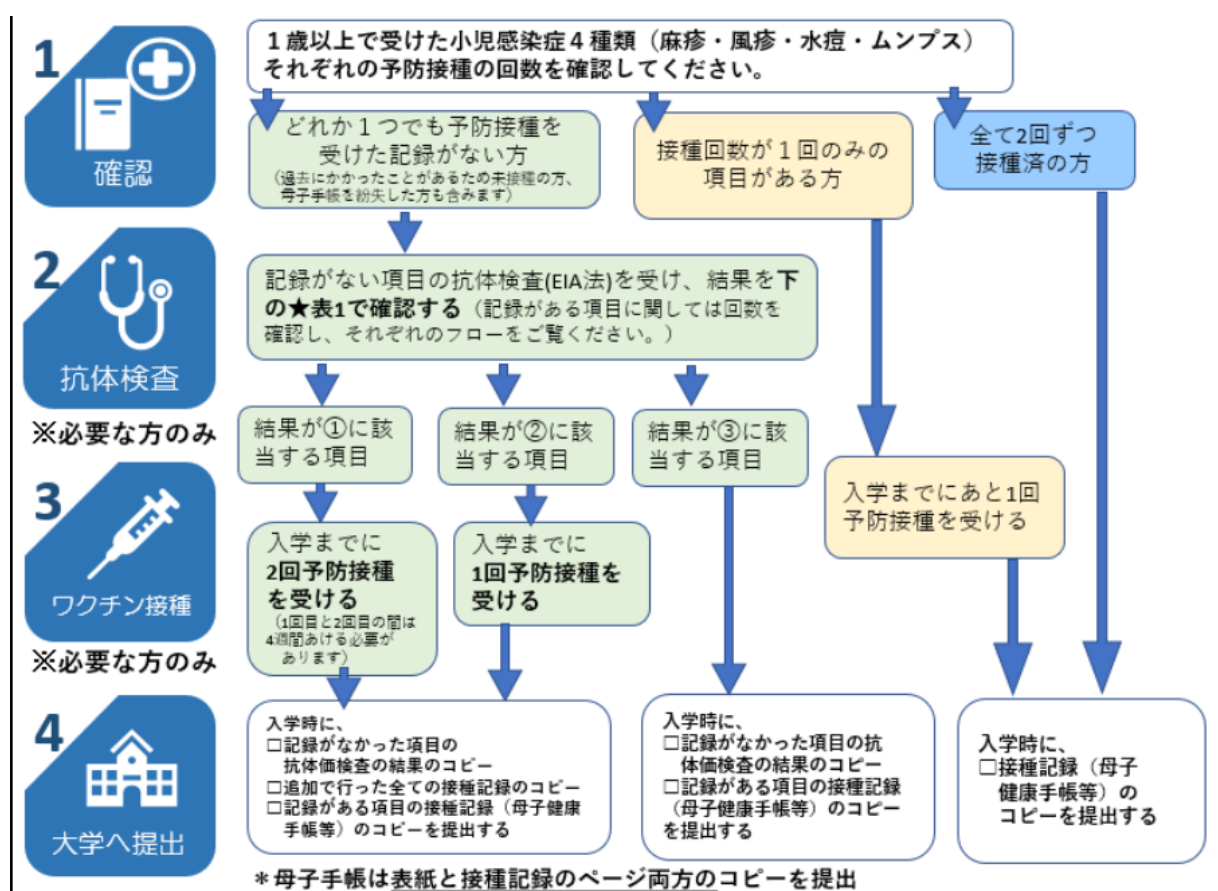 1
確認
1歳以上で受けた小児感染症4種類（麻疹・風疹・水痘・ムンプス）
それぞれの予防接種の回数を確認してください。
どれか1つでも予防接種を
受けた記録がない方
（過去にかかったことがあるため未接種の方、
母子手帳を紛失した方も含みます）
接種回数が1回のみの
項目がある方
全て2回ずつ
接種済の方
2
抗体検査
※必要な方のみ
記録がない項目の抗体検査(EIA法)を受け、結果を下
の★表1で確認する（記録がある項目に関しては回数を
確認し、それぞれのフローをご覧ください。）
結果が①に該
当する項目
結果が②に該
当する項目
結果が③に該
当する項目
3
ワクチン接種
※必要な方のみ
入学までに
2回予防接種
を受ける
（1回目と2回目の間は
4週間あける必要が
あります）
入学までに
1回予防接種を
受ける
入学までにあと1回
予防接種を受ける
4
大学へ提出
入学時に、
□記録がなかった項目の
抗体価検査の結果のコピー
□追加で行った全ての接種記録のコピー
□記録がある項目の接種記録（母子健康
手帳等）のコピーを提出する
入学時に、
□記録がなかった項目の抗
体価検査の結果のコピー
□記録がある項目の接種記録
（母子健康手帳等）のコピー
を提出する
入学時に、
□接種記録（母子
健康手帳等）の
コピーを提出する
＊母子手帳は表紙と接種記録のページ両方のコピーを提出